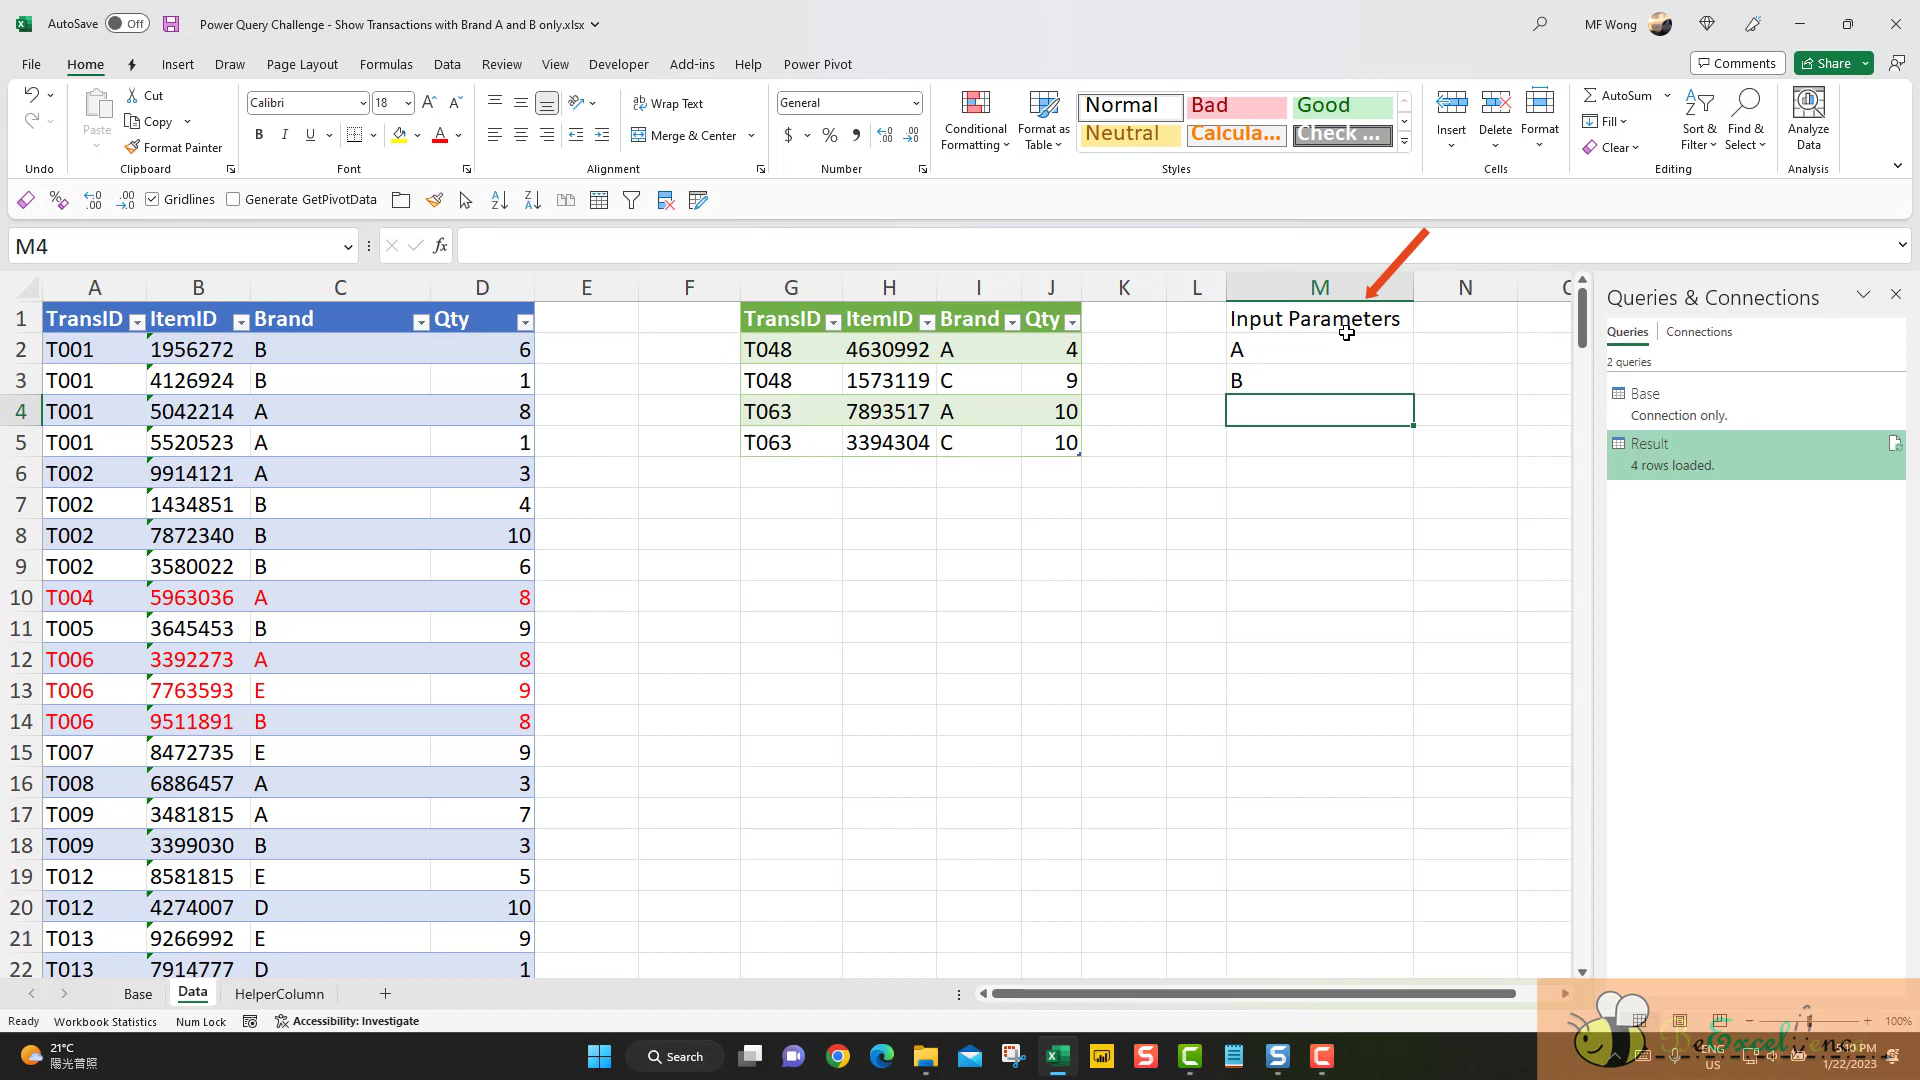 AutoSave Off Power Query Challenge - Show Transactions with Brand A and B only.xlsx MF Wong
File Home Insert Draw Page Layout Formulas Data Review View Developer Add-ins Help Power Pivot Comments Share
Paste Cut Calibri 18 Wrap Text General Conditional Format as Normal Bad Good Insert Delete Format AutoSum Sort & Find & Analyze
Copy B I U Merge & Center $ % Formatting Table Neutral Calcula... Check ... Fill Filter Select Data
Format Painter Clear
Undo Clipboard Font Alignment Number Styles Cells Editing Analysis
Gridlines Generate GetPivotData
M4 fx
A B C D E F G H I J K L M N
Queries & Connections
1 TransID ItemID Brand Qty TransID ItemID Brand Qty Input Parameters
2 T001 1956272 B 6 T048 4630992 A 4 A
3 T001 4126924 B 1 T048 1573119 C 9 B
4 T001 5042214 A 8 T063 7893517 A 10
5 T001 5520523 A 1 T063 3394304 C 10
6 T002 9914121 A 3
7 T002 1434851 B 4
8 T002 7872340 B 10
9 T002 3580022 B 6
10 T004 5963036 A 8
11 T005 3645453 B 9
12 T006 3392273 A 8
13 T006 7763593 E 9
14 T006 9511891 B 8
15 T007 8472735 E 9
16 T008 6886457 A 3
17 T009 3481815 A 7
18 T009 3399030 B 3
19 T012 8581815 E 5
20 T012 4274007 D 10
21 T013 9266992 E 9
22 T013 7914777 D 1
Queries Connections
2 queries
Base
Connection only.
Result
4 rows loaded.
Base Data HelperColumn
Ready Workbook Statistics Num Lock Accessibility: Investigate 100%
21°C
陽光普照
Search
ENG
US
5:10 PM
1/22/2023